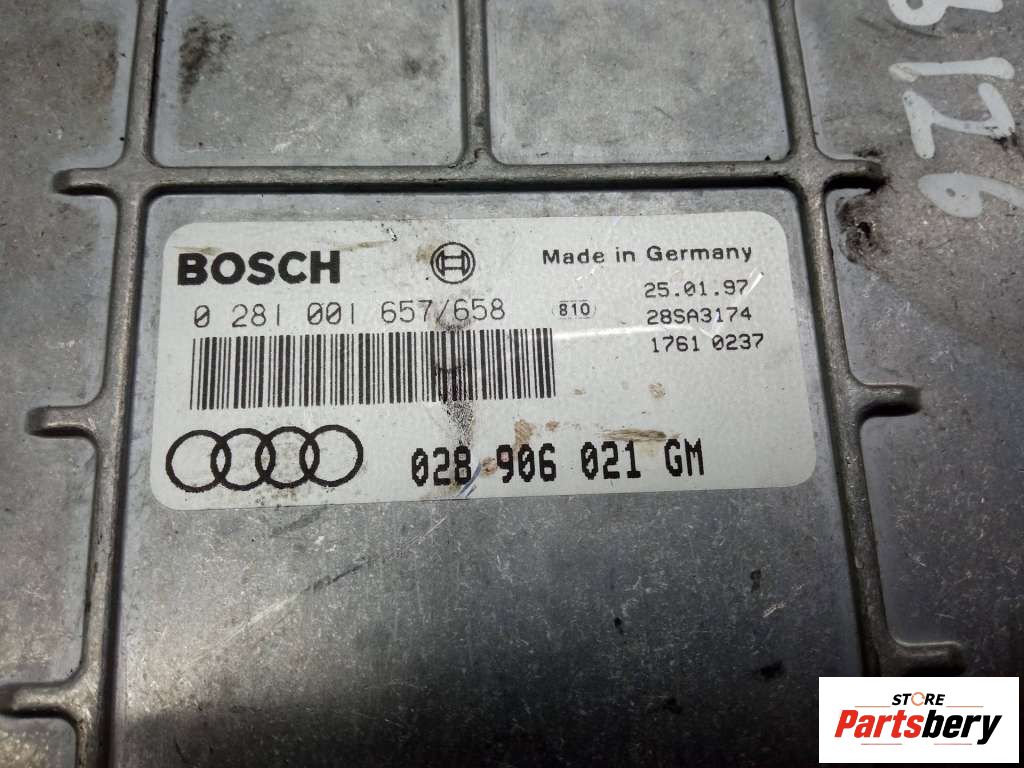 BOSCH
Made in Germany
0 281 001 657/658
810
25.01.97
28SA3174
1761 0237
028 906 021 GM
STORE
Partsbery